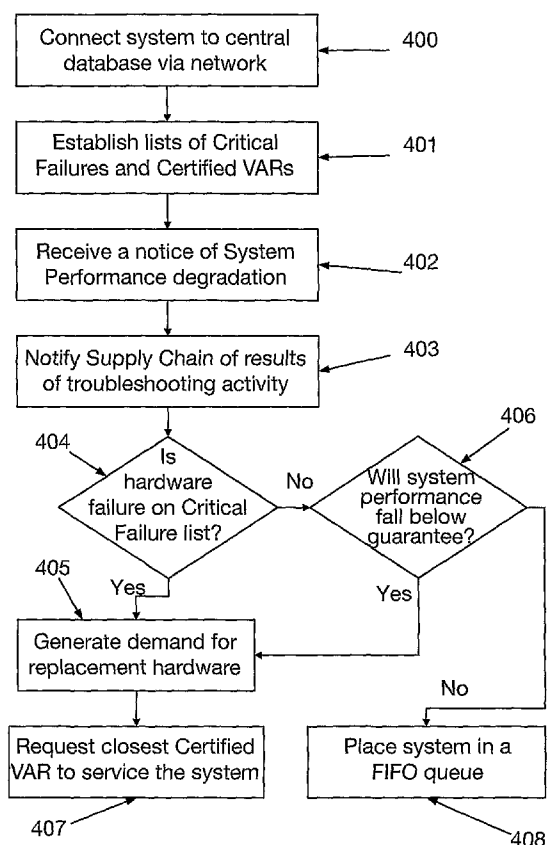 Connect system to central
database via network
400
Establish lists of Critical
Failures and Certified VARs
401
Receive a notice of System
Performance degradation
402
Notify Supply Chain of results
of troubleshooting activity
403
404
Is
hardware
failure on Critical
Failure list?
No
406
Will system
performance
fall below
guarantee?
405
Yes
Yes
Generate demand for
replacement hardware
No
Request closest Certified
VAR to service the system
Place system in a
FIFO queue
407
408